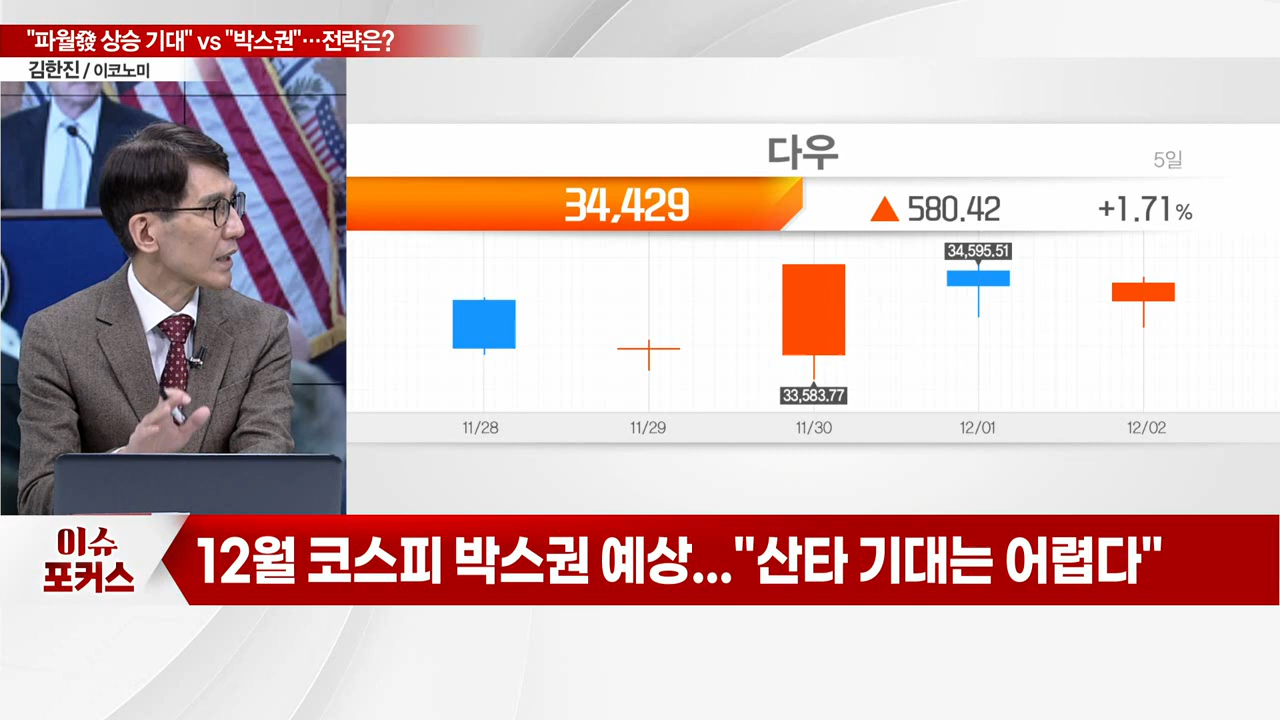 "파월發 상승 기대" vs "박스권"…전략은?
김한진 / 이코노미
다우
5일
34,429
▲ 580.42
+1.71%
34,595.51
33,583.77
11/28
11/29
11/30
12/01
12/02
이슈
포커스
12월 코스피 박스권 예상..."산타 기대는 어렵다"